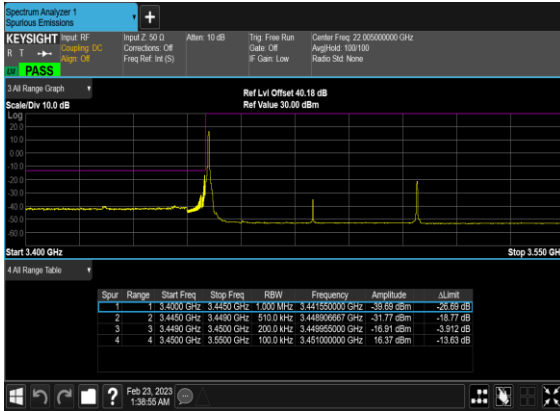 Spectrum Analyzer 1
Spurious Emissions
KEYSIGHT
R T
PASS
Input: RF
Coupling: DC
Align: Off
Input Z: 50 Ω
Corrections: Off
Freq Ref: Int (S)
Atten: 10 dB
Trig: Free Run
Gate: Off
IF Gain: Low
Center Freq: 22.005000000 GHz
Avg|Hold: 100/100
Radio Std: None
3 All Range Graph
Scale/Div 10.0 dB
Ref Lvl Offset 40.18 dB
Ref Value 30.00 dBm
Log
20.0
10.0
0.00
-10.0
-20.0
-30.0
-40.0
-50.0
-60.0
Start 3.400 GHz
Stop 3.550 GH
4 All Range Table
Spur Range Start Freq Stop Freq RBW Frequency Amplitude ΔLimit
1 1 3.4000 GHz 3.4450 GHz 1.000 MHz 3.441550000 GHz -39.69 dBm -26.69 dB
2 2 3.4450 GHz 3.4490 GHz 510.0 kHz 3.448906667 GHz -31.77 dBm -18.77 dB
3 3 3.4490 GHz 3.4500 GHz 200.0 kHz 3.449955000 GHz -16.91 dBm -3.912 dB
4 4 3.4500 GHz 3.5500 GHz 100.0 kHz 3.451000000 GHz 16.37 dBm -13.63 dB
Feb 23, 2023
1:38:55 AM